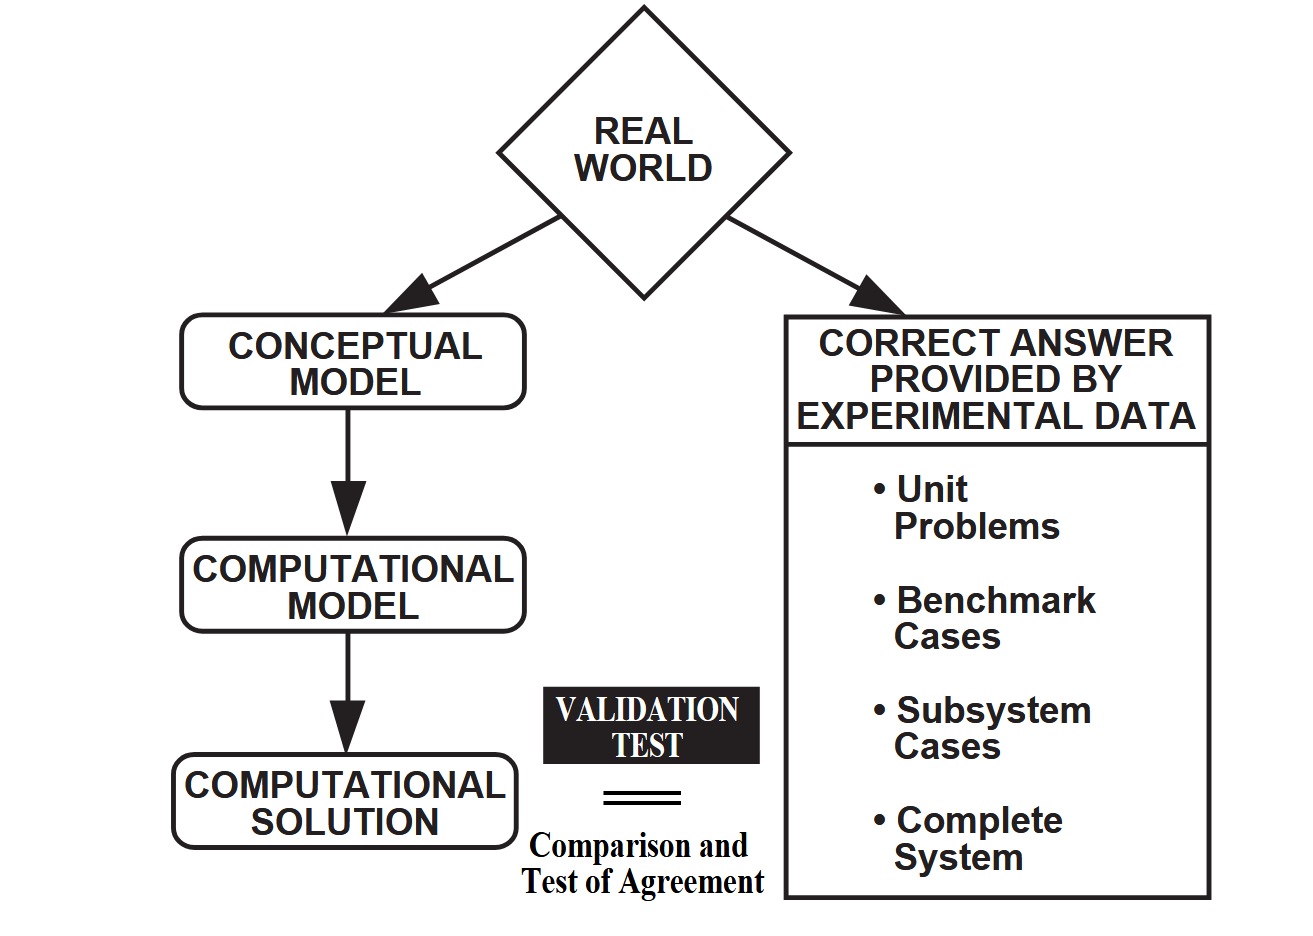 REAL
WORLD
CONCEPTUAL
MODEL
COMPUTATIONAL
MODEL
COMPUTATIONAL
SOLUTION
VALIDATION
TEST
Comparison and
Test of Agreement
CORRECT ANSWER
PROVIDED BY
EXPERIMENTAL DATA
• Unit
Problems
• Benchmark
Cases
• Subsystem
Cases
• Complete
System